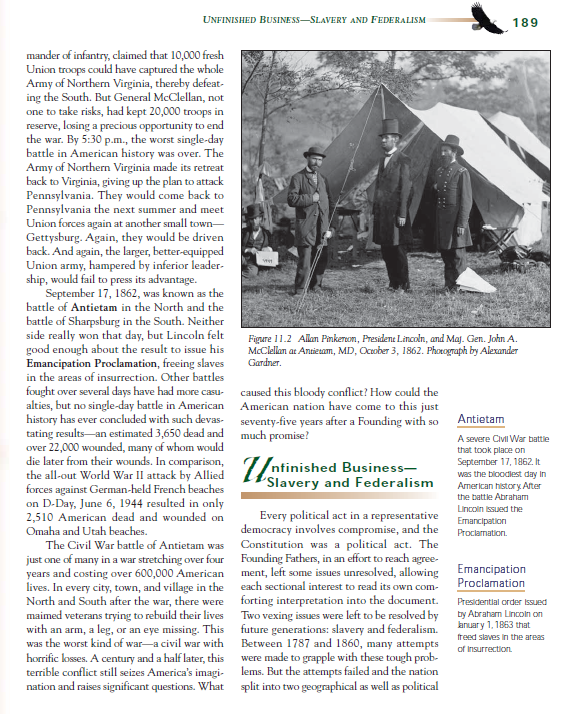 UNFINISHED BUSINESS—SLAVERY AND FEDERALISM
189
mander of infantry, claimed that 10,000 fresh
Union troops could have captured the whole
Army of Northern Virginia, thereby defeat-
ing the South. But General McClellan, not
one to take risks, had kept 20,000 troops in
reserve, losing a precious opportunity to end
the war. By 5:30 p.m., the worst single-day
battle in American history was over. The
Army of Northern Virginia made its retreat
back to Virginia, giving up the plan to attack
Pennsylvania. They would come back to
Pennsylvania the next summer and meet
Union forces again at another small town—
Gettysburg. Again, they would be driven
back. And again, the larger, better-equipped
Union army, hampered by inferior leader-
ship, would fail to press its advantage.
September 17, 1862, was known as the
battle of Antietam in the North and the
battle of Sharpsburg in the South. Neither
side really won that day, but Lincoln felt
good enough about the result to issue his
Emancipation Proclamation, freeing slaves
in the areas of insurrection. Other battles
fought over several days have had more casu-
alties, but no single-day battle in American
history has ever concluded with such devas-
tating results—an estimated 3,650 dead and
over 22,000 wounded, many of whom would
die later from their wounds. In comparison,
the all-out World War II attack by Allied
forces against German-held French beaches
on D-Day, June 6, 1944 resulted in only
2,510 American dead and wounded on
Omaha and Utah beaches.
The Civil War battle of Antietam was
just one of many in a war stretching over four
years and costing over 600,000 American
lives. In every city, town, and village in the
North and South after the war, there were
maimed veterans trying to rebuild their lives
with an arm, a leg, or an eye missing. This
was the worst kind of war—a civil war with
horrific losses. A century and a half later, this
terrible conflict still seizes America's imagi-
nation and raises significant questions. What
Figure 11.2 Allan Pinkerton, President Lincoln, and Maj. Gen. John A.
McClellan at Antietam, MD, October 3, 1862. Photograph by Alexander
Gardner.
caused this bloody conflict? How could the
American nation have come to this just
seventy-five years after a Founding with so
much promise?
Unfinished Business—
Slavery and Federalism
Every political act in a representative
democracy involves compromise, and the
Constitution was a political act. The
Founding Fathers, in an effort to reach agree-
ment, left some issues unresolved, allowing
each sectional interest to read its own com-
forting interpretation into the document.
Two vexing issues were left to be resolved by
future generations: slavery and federalism.
Between 1787 and 1860, many attempts
were made to grapple with these tough prob-
lems. But the attempts failed and the nation
split into two geographical as well as political
Antietam
A severe Civil War battle
that took place on
September 17, 1862. It
was the bloodiest day in
American history. After
the battle Abraham
Lincoln issued the
Emancipation
Proclamation.
Emancipation
Proclamation
Presidential order issued
by Abraham Lincoln on
January 1, 1863 that
freed slaves in the areas
of insurrection.